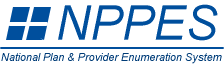 NPPES
National Plan & Provider Enumeration System